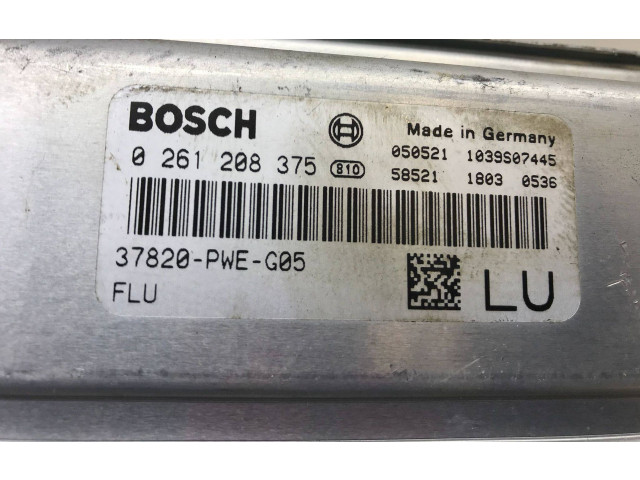 BOSCH Made in Germany
050521 1039S07445
0 261 208 375 810 58521 1803 0536
37820-PWE-G05
FLU LU